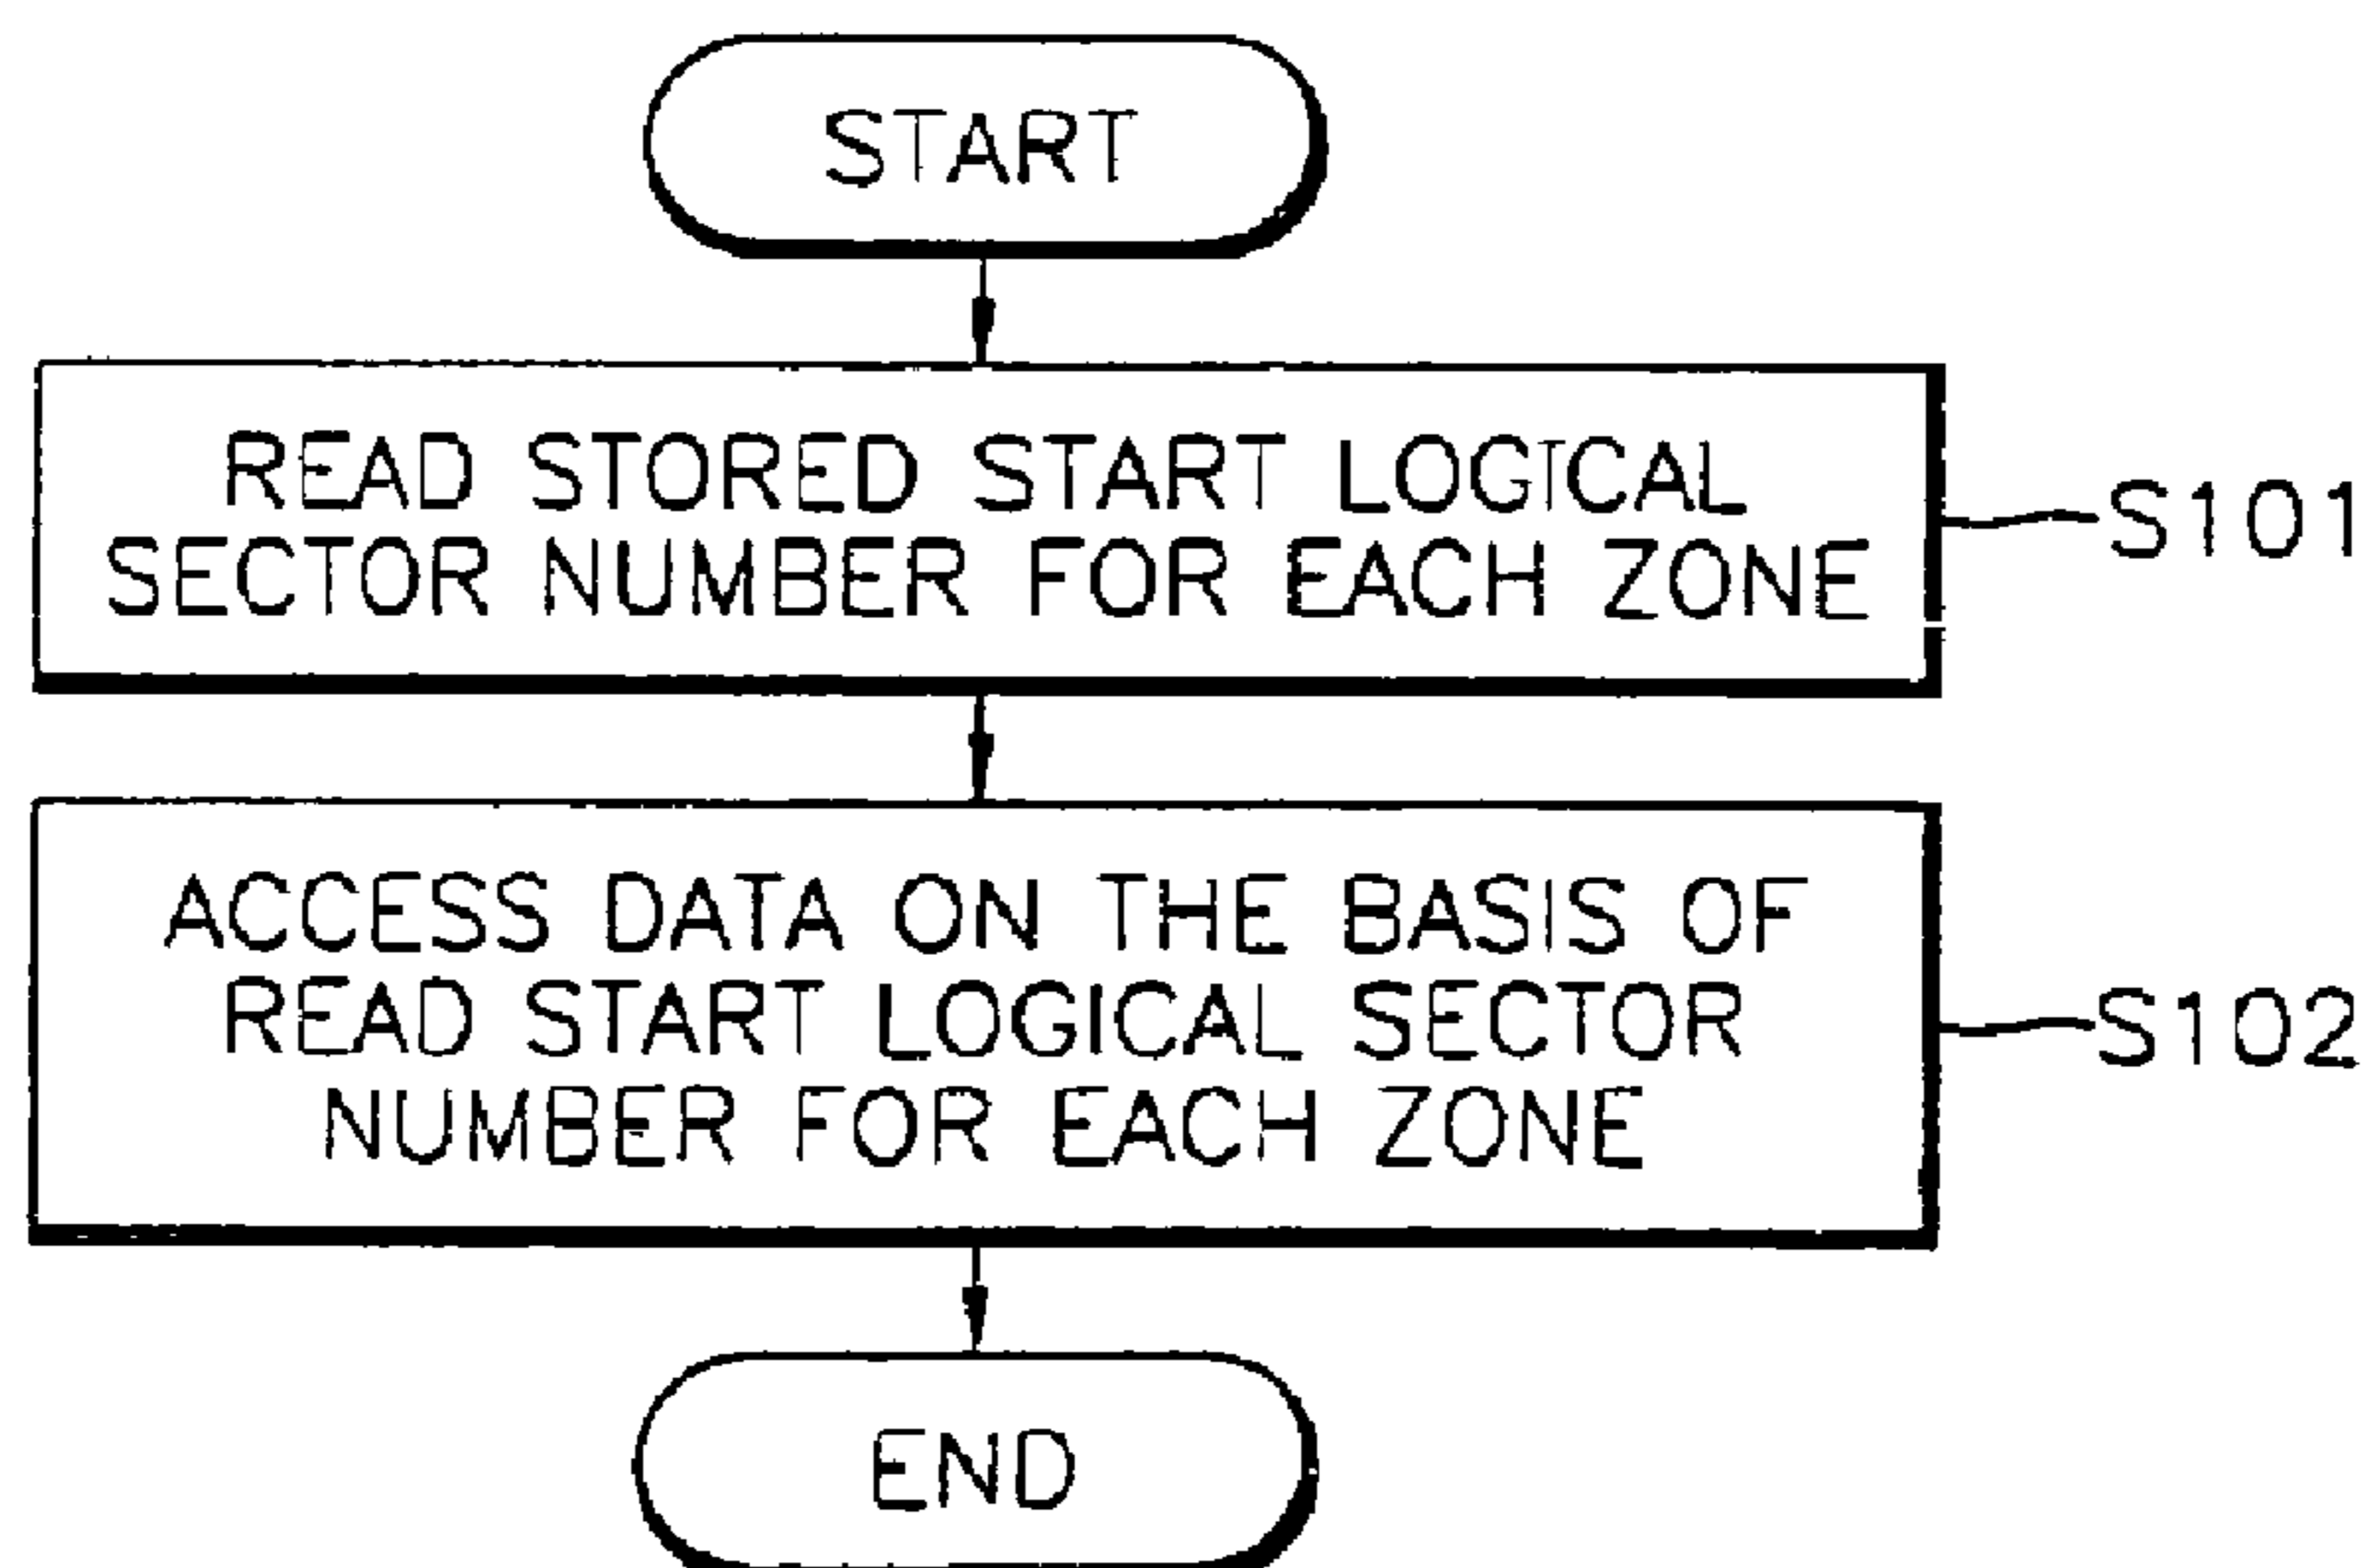 START
READ STORED START LOGICAL
SECTOR NUMBER FOR EACH ZONE
S101
ACCESS DATA ON THE BASIS OF
READ START LOGICAL SECTOR
NUMBER FOR EACH ZONE
S102
END